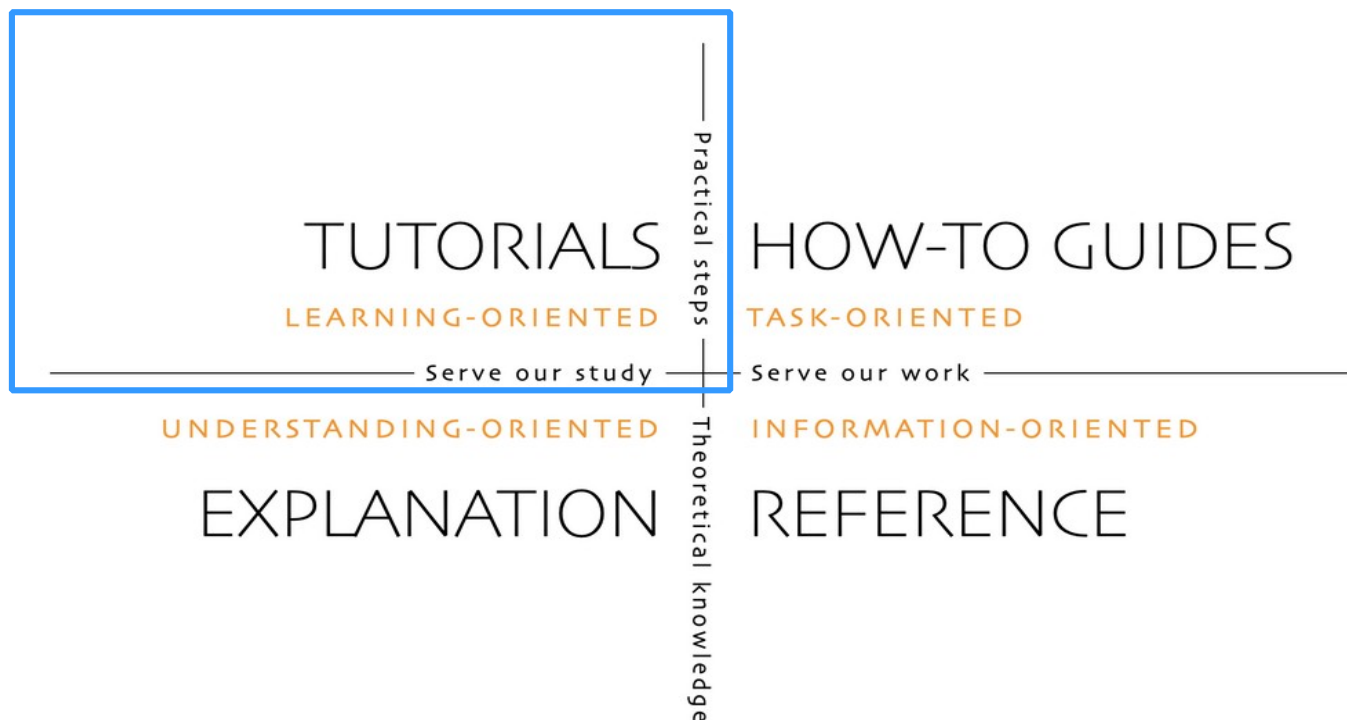 Practical steps
TUTORIALS
HOW-TO GUIDES
LEARNING-ORIENTED
TASK-ORIENTED
Serve our study
Serve our work
UNDERSTANDING-ORIENTED
INFORMATION-ORIENTED
EXPLANATION
REFERENCE
Theoretical knowledge